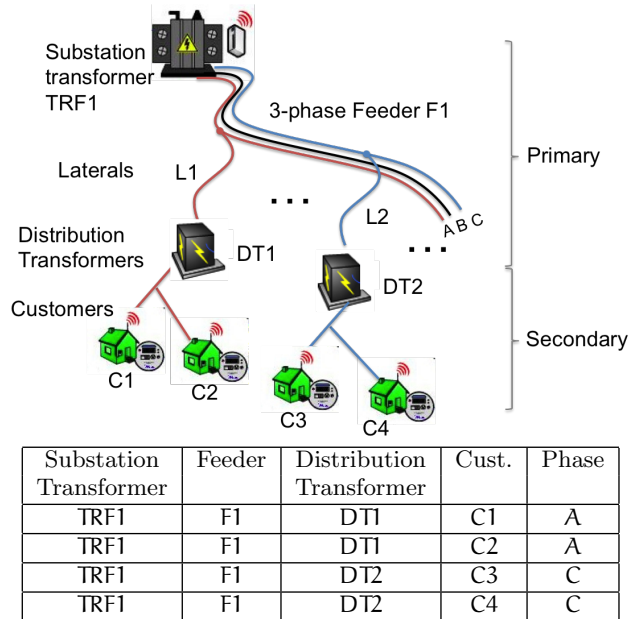 Substation
transformer
TRF1
3-phase Feeder F1
Primary
Laterals
L1
...
L2
A B C
...
Distribution
Transformers
DT1
DT2
Customers
Secondary
C1
C2
C3
C4
Substation Transformer | Feeder | Distribution Transformer | Cust. | Phase
TRF1 | F1 | DT1 | C1 | A
TRF1 | F1 | DT1 | C2 | A
TRF1 | F1 | DT2 | C3 | C
TRF1 | F1 | DT2 | C4 | C